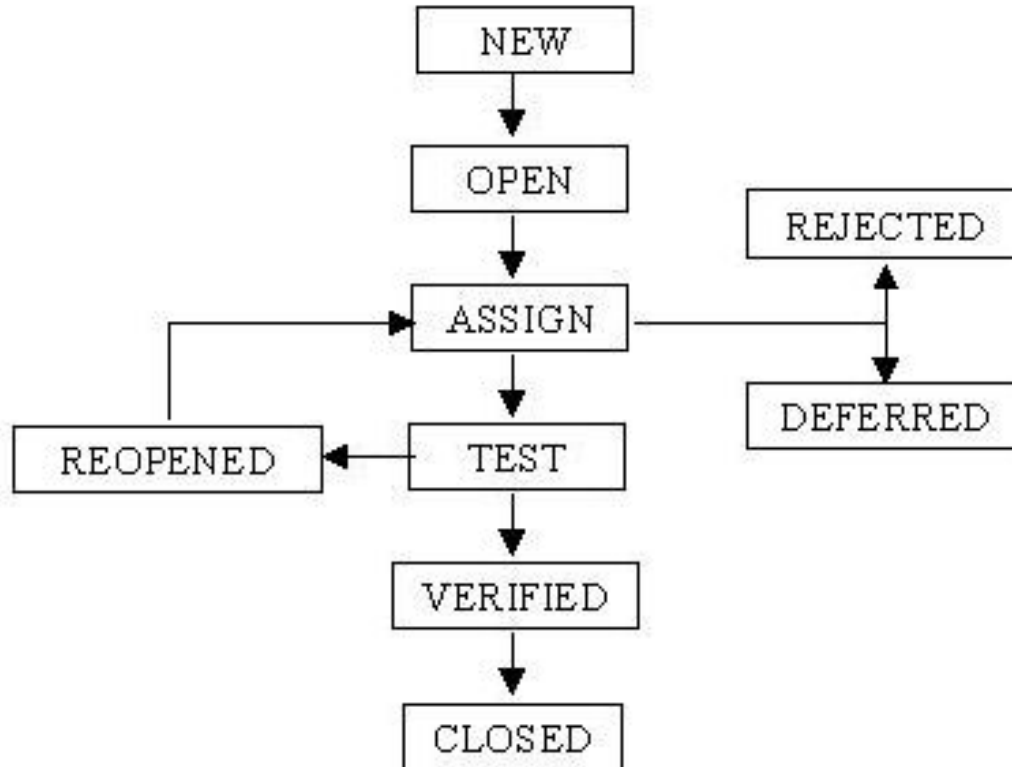 NEW
OPEN
REJECTED
ASSIGN
DEFERRED
REOPENED
TEST
VERIFIED
CLOSED